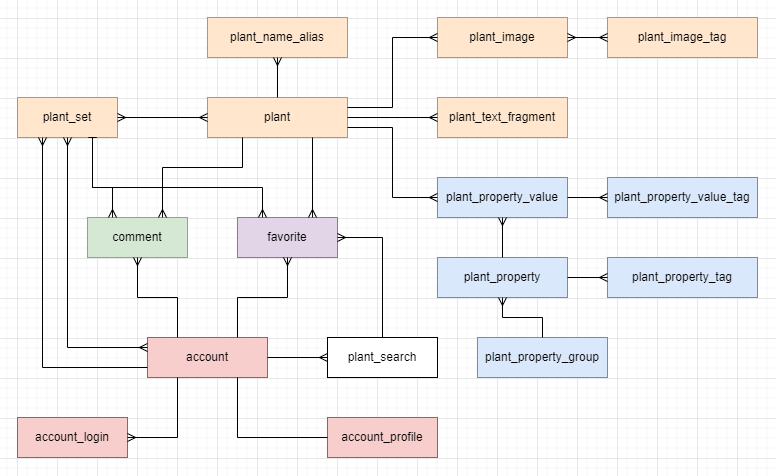 plant_name_alias
plant_image
plant_image_tag
plant_set
plant
plant_text_fragment
plant_property_value
plant_property_value_tag
comment
favorite
plant_property
plant_property_tag
account
plant_search
plant_property_group
account_login
account_profile